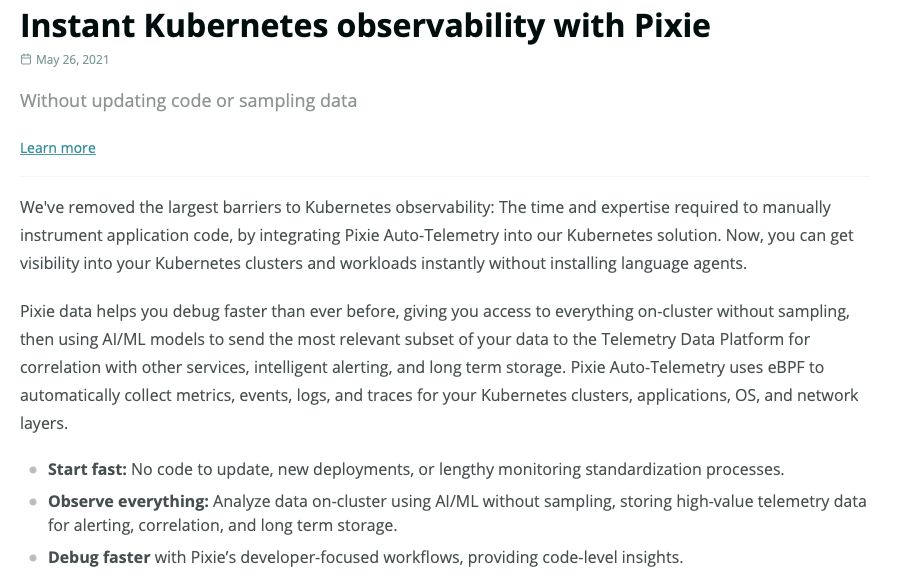 Instant Kubernetes observability with Pixie
May 26, 2021
Without updating code or sampling data
Learn more
We've removed the largest barriers to Kubernetes observability: The time and expertise required to manually
instrument application code, by integrating Pixie Auto-Telemetry into our Kubernetes solution. Now, you can get
visibility into your Kubernetes clusters and workloads instantly without installing language agents.
Pixie data helps you debug faster than ever before, giving you access to everything on-cluster without sampling,
then using AI/ML models to send the most relevant subset of your data to the Telemetry Data Platform for
correlation with other services, intelligent alerting, and long term storage. Pixie Auto-Telemetry uses eBPF to
automatically collect metrics, events, logs, and traces for your Kubernetes clusters, applications, OS, and network
layers.
Start fast: No code to update, new deployments, or lengthy monitoring standardization processes.
Observe everything: Analyze data on-cluster using AI/ML without sampling, storing high-value telemetry data
for alerting, correlation, and long term storage.
Debug faster with Pixie’s developer-focused workflows, providing code-level insights.